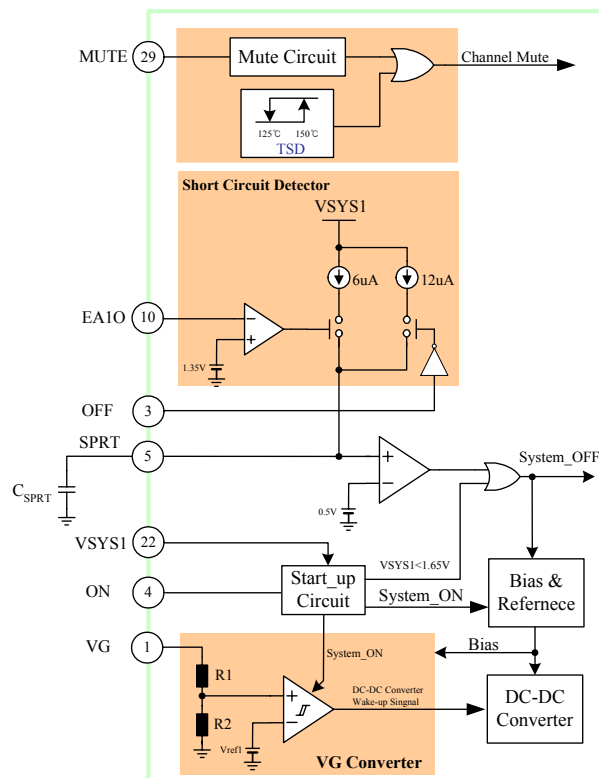 MUTE
29
Mute Circuit
Channel Mute
125℃
150℃
TSD
Short Circuit Detector
VSYS1
6uA
12uA
EA1O
10
1.35V
OFF
3
SPRT
5
System_OFF
CSPRT
0.5V
VSYS1
22
VSYS1<1.65V
ON
4
Start_up
Circuit
System_ON
Bias &
Refernece
VG
1
System_ON
Bias
R1
DC-DC Converter
Wake-up Singnal
R2
DC-DC
Converter
Vref1
VG Converter